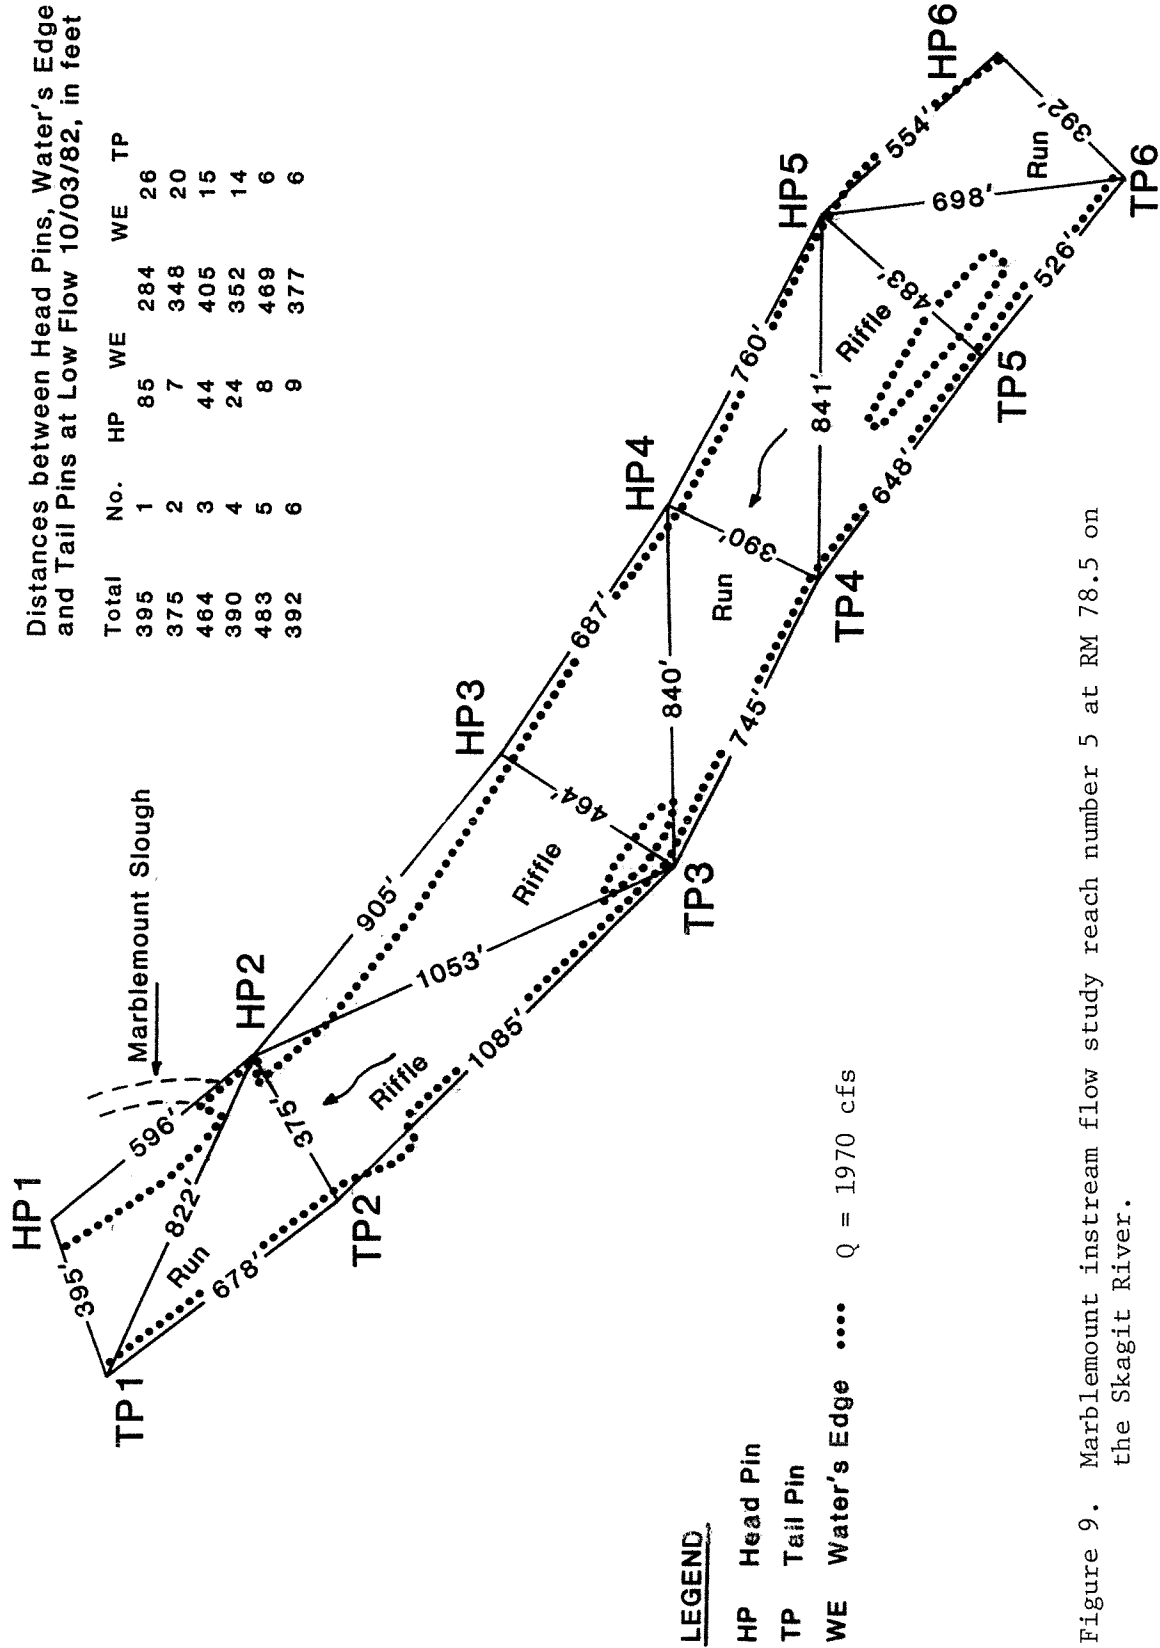 Distances between Head Pins, Water's Edge
and Tail Pins at Low Flow 10/03/82, in feet
Total No. HP WE WE TP
395 1 85 284 26
375 2 7 348 20
464 3 44 405 15
390 4 24 352 14
483 5 8 469 6
392 6 9 377 6
Marblemount Slough
HP1
HP2
HP3
HP4
HP5
HP6
596'
905'
687'
760'
554'
395'
822'
375'
1053'
464'
840'
390'
841'
483'
698'
392'
Run
Riffle
Riffle
Run
Riffle
Run
678'
1085'
745'
648'
526'
TP1
TP2
TP3
TP4
TP5
TP6
LEGEND
HP Head Pin
TP Tail Pin
WE Water's Edge •••• Q = 1970 cfs
Figure 9. Marblemount instream flow study reach number 5 at RM 78.5 on
the Skagit River.